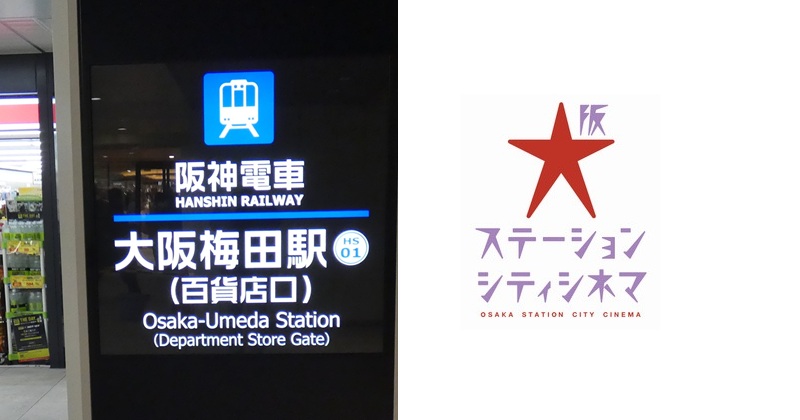 阪神電車
HANSHIN RAILWAY
大阪梅田駅 HS 01
(百貨店口)
Osaka-Umeda Station
(Department Store Gate)
阪
ステーション
シティシネマ
OSAKA STATION CITY CINEMA